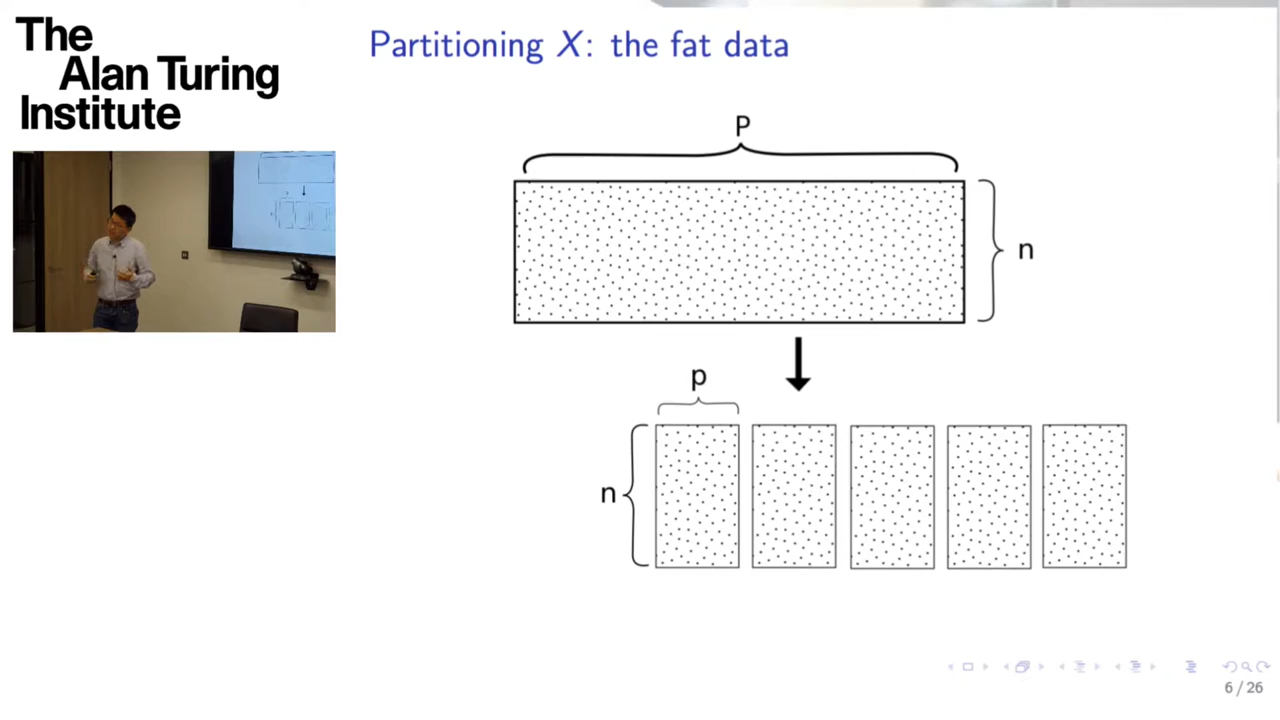 The
Alan Turing
Institute
Partitioning X: the fat data
P
n
p
n
6 / 26